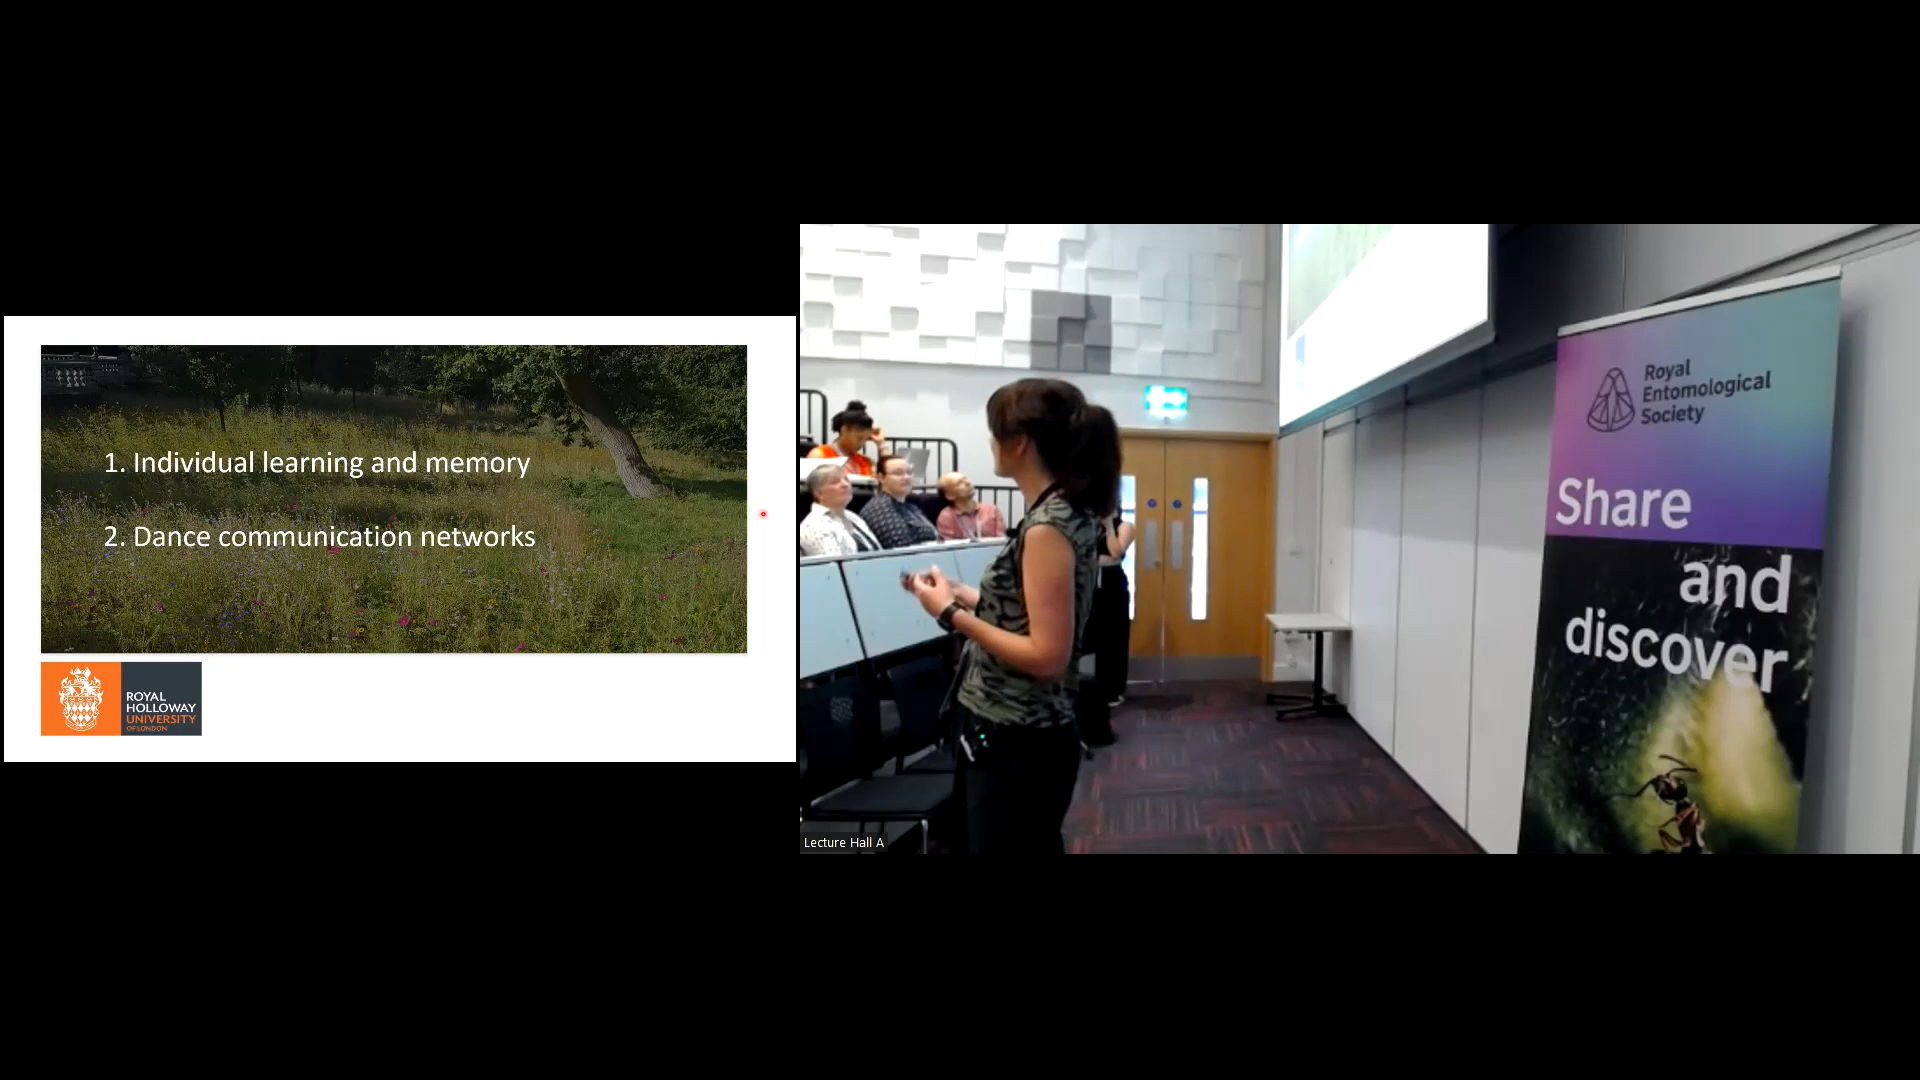 1. Individual learning and memory
2. Dance communication networks
ROYAL
HOLLOWAY
UNIVERSITY
OF LONDON
Royal
Entomological
Society
Share
and
discover
Lecture Hall A